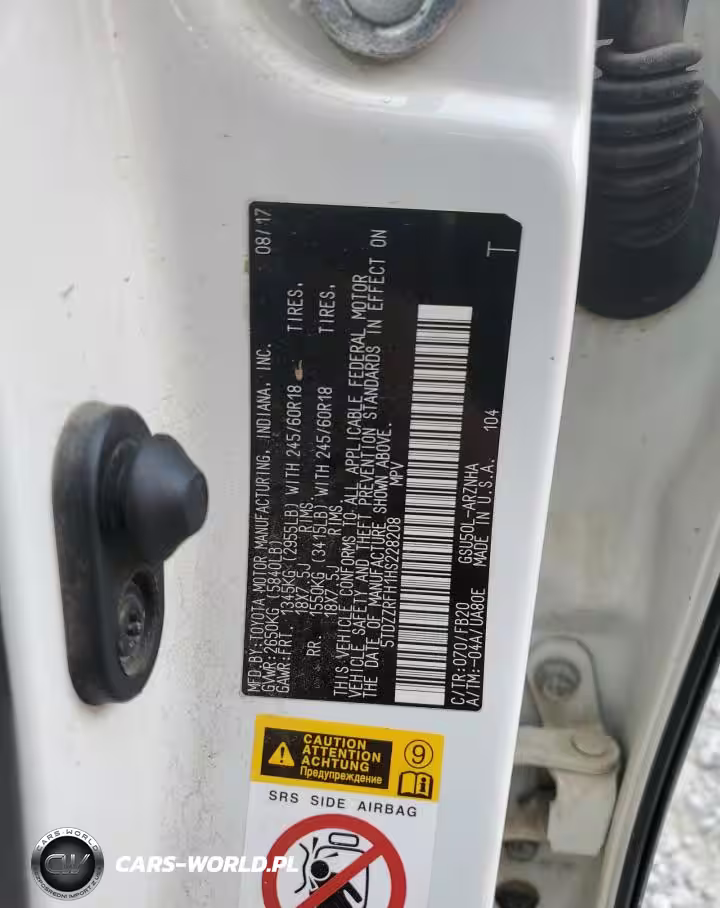 MFD.BY:TOYOTA MOTOR MANUFACTURING, INDIANA, INC. 08/17
GVWR:2650KG (5840LB)
GAWR:FRT. 1345KG (2955LB) WITH 245/60R18 TIRES,
18X7.5J RIMS
RR. 1550KG (3415LB) WITH 245/60R18 TIRES,
18X7.5J RIMS
THIS VEHICLE CONFORMS TO ALL APPLICABLE FEDERAL MOTOR
VEHICLE SAFETY AND THEFT PREVENTION STANDARDS IN EFFECT ON
THE DATE OF MANUFACTURE SHOWN ABOVE.
5TDZZRFH1HS228208 MPV
C/TR:070/FB20 GSU50L-ARZNHA 104 T
A/TM:-04A/UA80E MADE IN U.S.A.
CAUTION
ATTENTION
ACHTUNG
Предупреждение
9
i
SRS SIDE AIRBAG
CARS-WORLD
CW
CARS-WORLD.PL